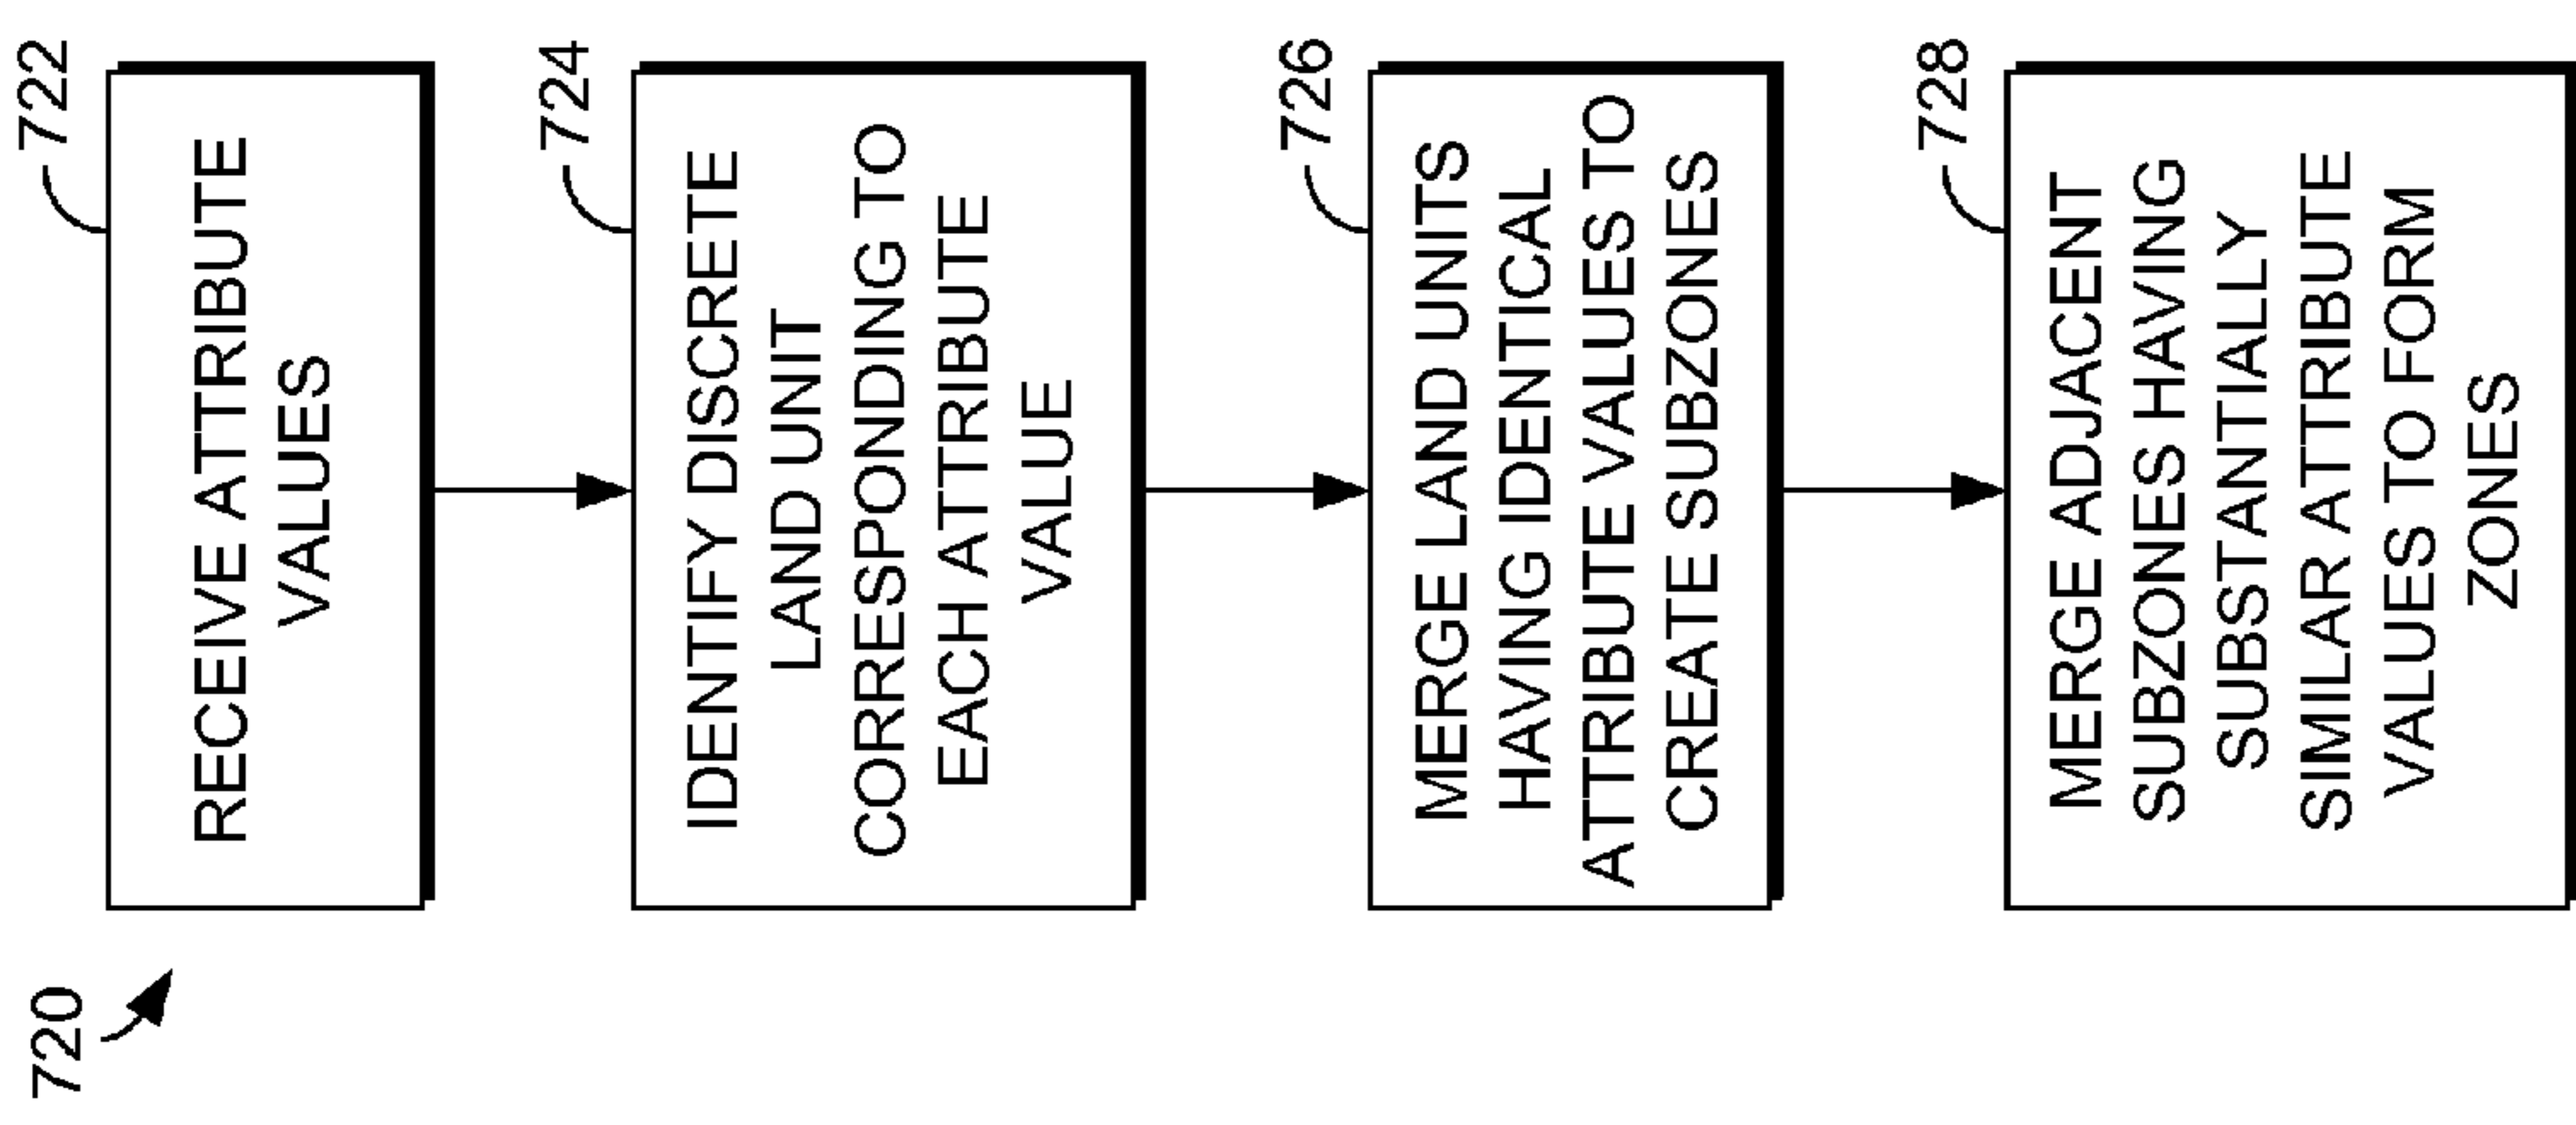 720
722
RECEIVE ATTRIBUTE
VALUES
724
IDENTIFY DISCRETE
LAND UNIT
CORRESPONDING TO
EACH ATTRIBUTE
VALUE
726
MERGE LAND UNITS
HAVING IDENTICAL
ATTRIBUTE VALUES TO
CREATE SUBZONES
728
MERGE ADJACENT
SUBZONES HAVING
SUBSTANTIALLY
SIMILAR ATTRIBUTE
VALUES TO FORM
ZONES